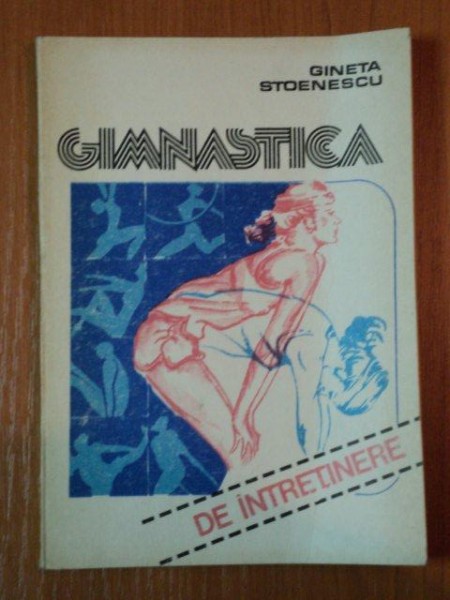 GINETA
STOENESCU
GIMNASTICA
DE ÎNTREȚINERE